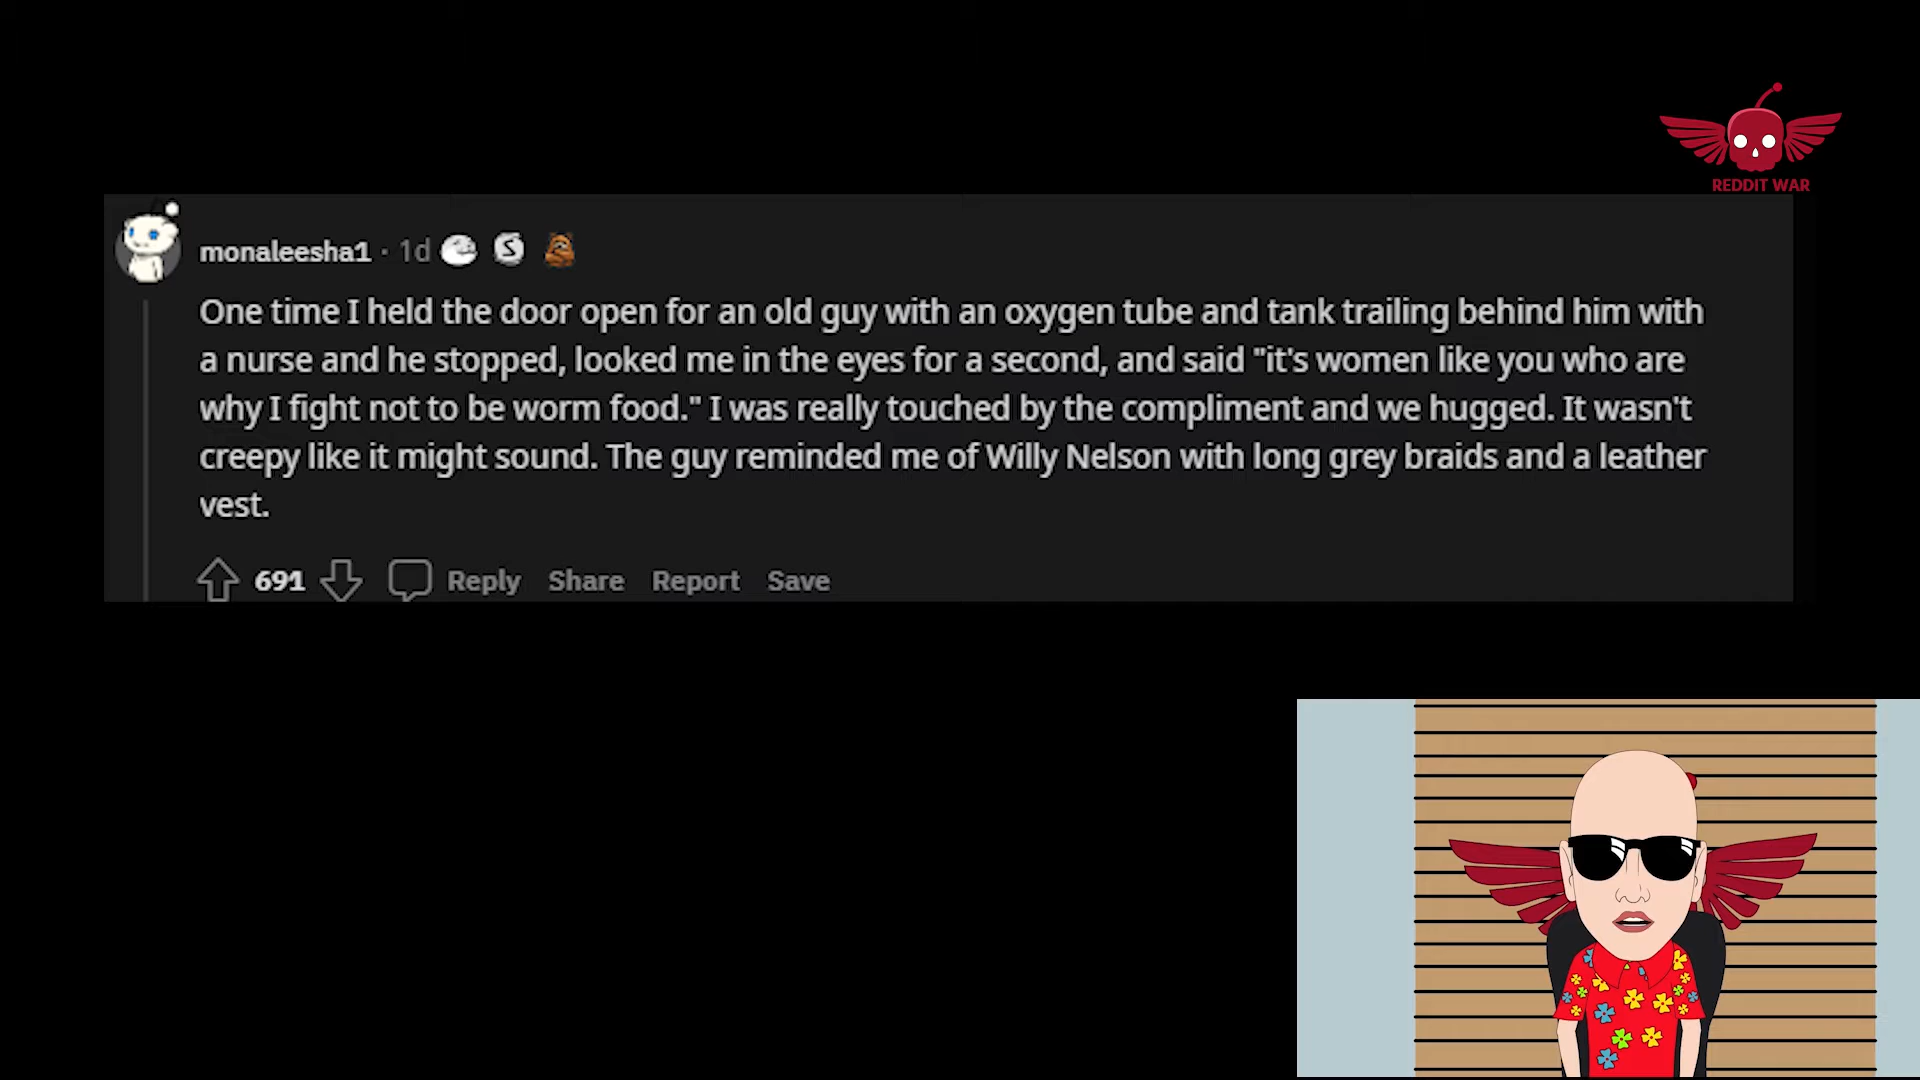 REDDIT WAR
monaleesha1 · 1d
One time I held the door open for an old guy with an oxygen tube and tank trailing behind him with
a nurse and he stopped, looked me in the eyes for a second, and said "it's women like you who are
why I fight not to be worm food." I was really touched by the compliment and we hugged. It wasn't
creepy like it might sound. The guy reminded me of Willy Nelson with long grey braids and a leather
vest.
691 Reply Share Report Save